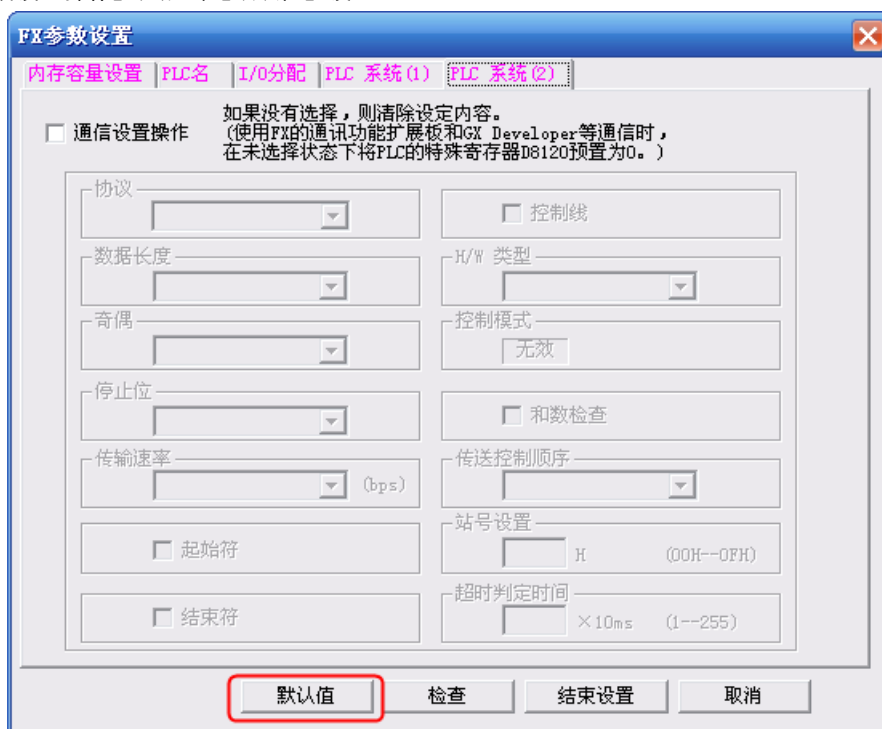 FX参数设置
内存容量设置 PLC名 I/O分配 PLC 系统(1) PLC 系统(2)
通信设置操作
如果没有选择，则清除设定内容。
(使用FX的通讯功能扩展板和GX Developer等通信时，
在未选择状态下将PLC的特殊寄存器D8120预置为0。)
协议
控制线
数据长度
H/W 类型
奇偶
控制模式
无效
停止位
和数检查
传输速率
(bps)
传送控制顺序
起始符
站号设置
H (00H--0FH)
结束符
超时判定时间
×10ms (1--255)
默认值 检查 结束设置 取消